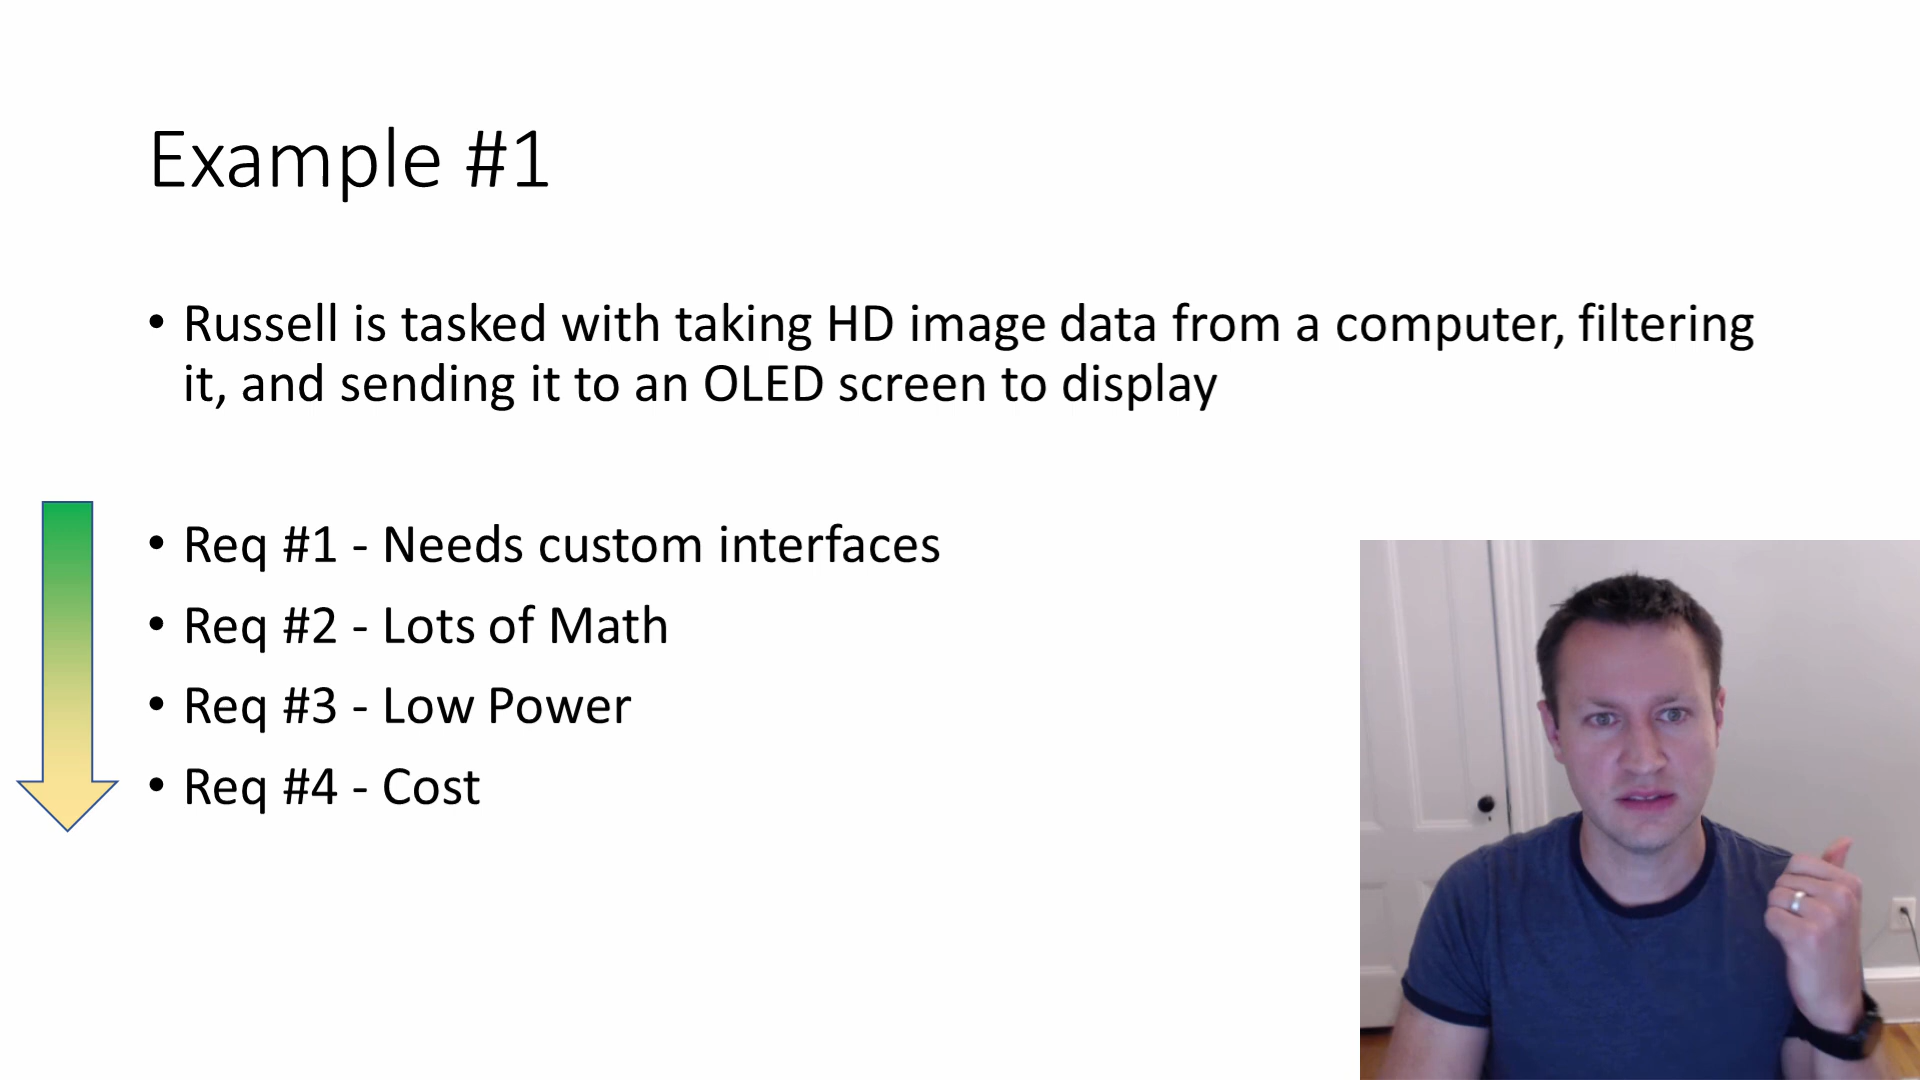 Example #1
• Russell is tasked with taking HD image data from a computer, filtering
it, and sending it to an OLED screen to display
• Req #1 - Needs custom interfaces
• Req #2 - Lots of Math
• Req #3 - Low Power
• Req #4 - Cost